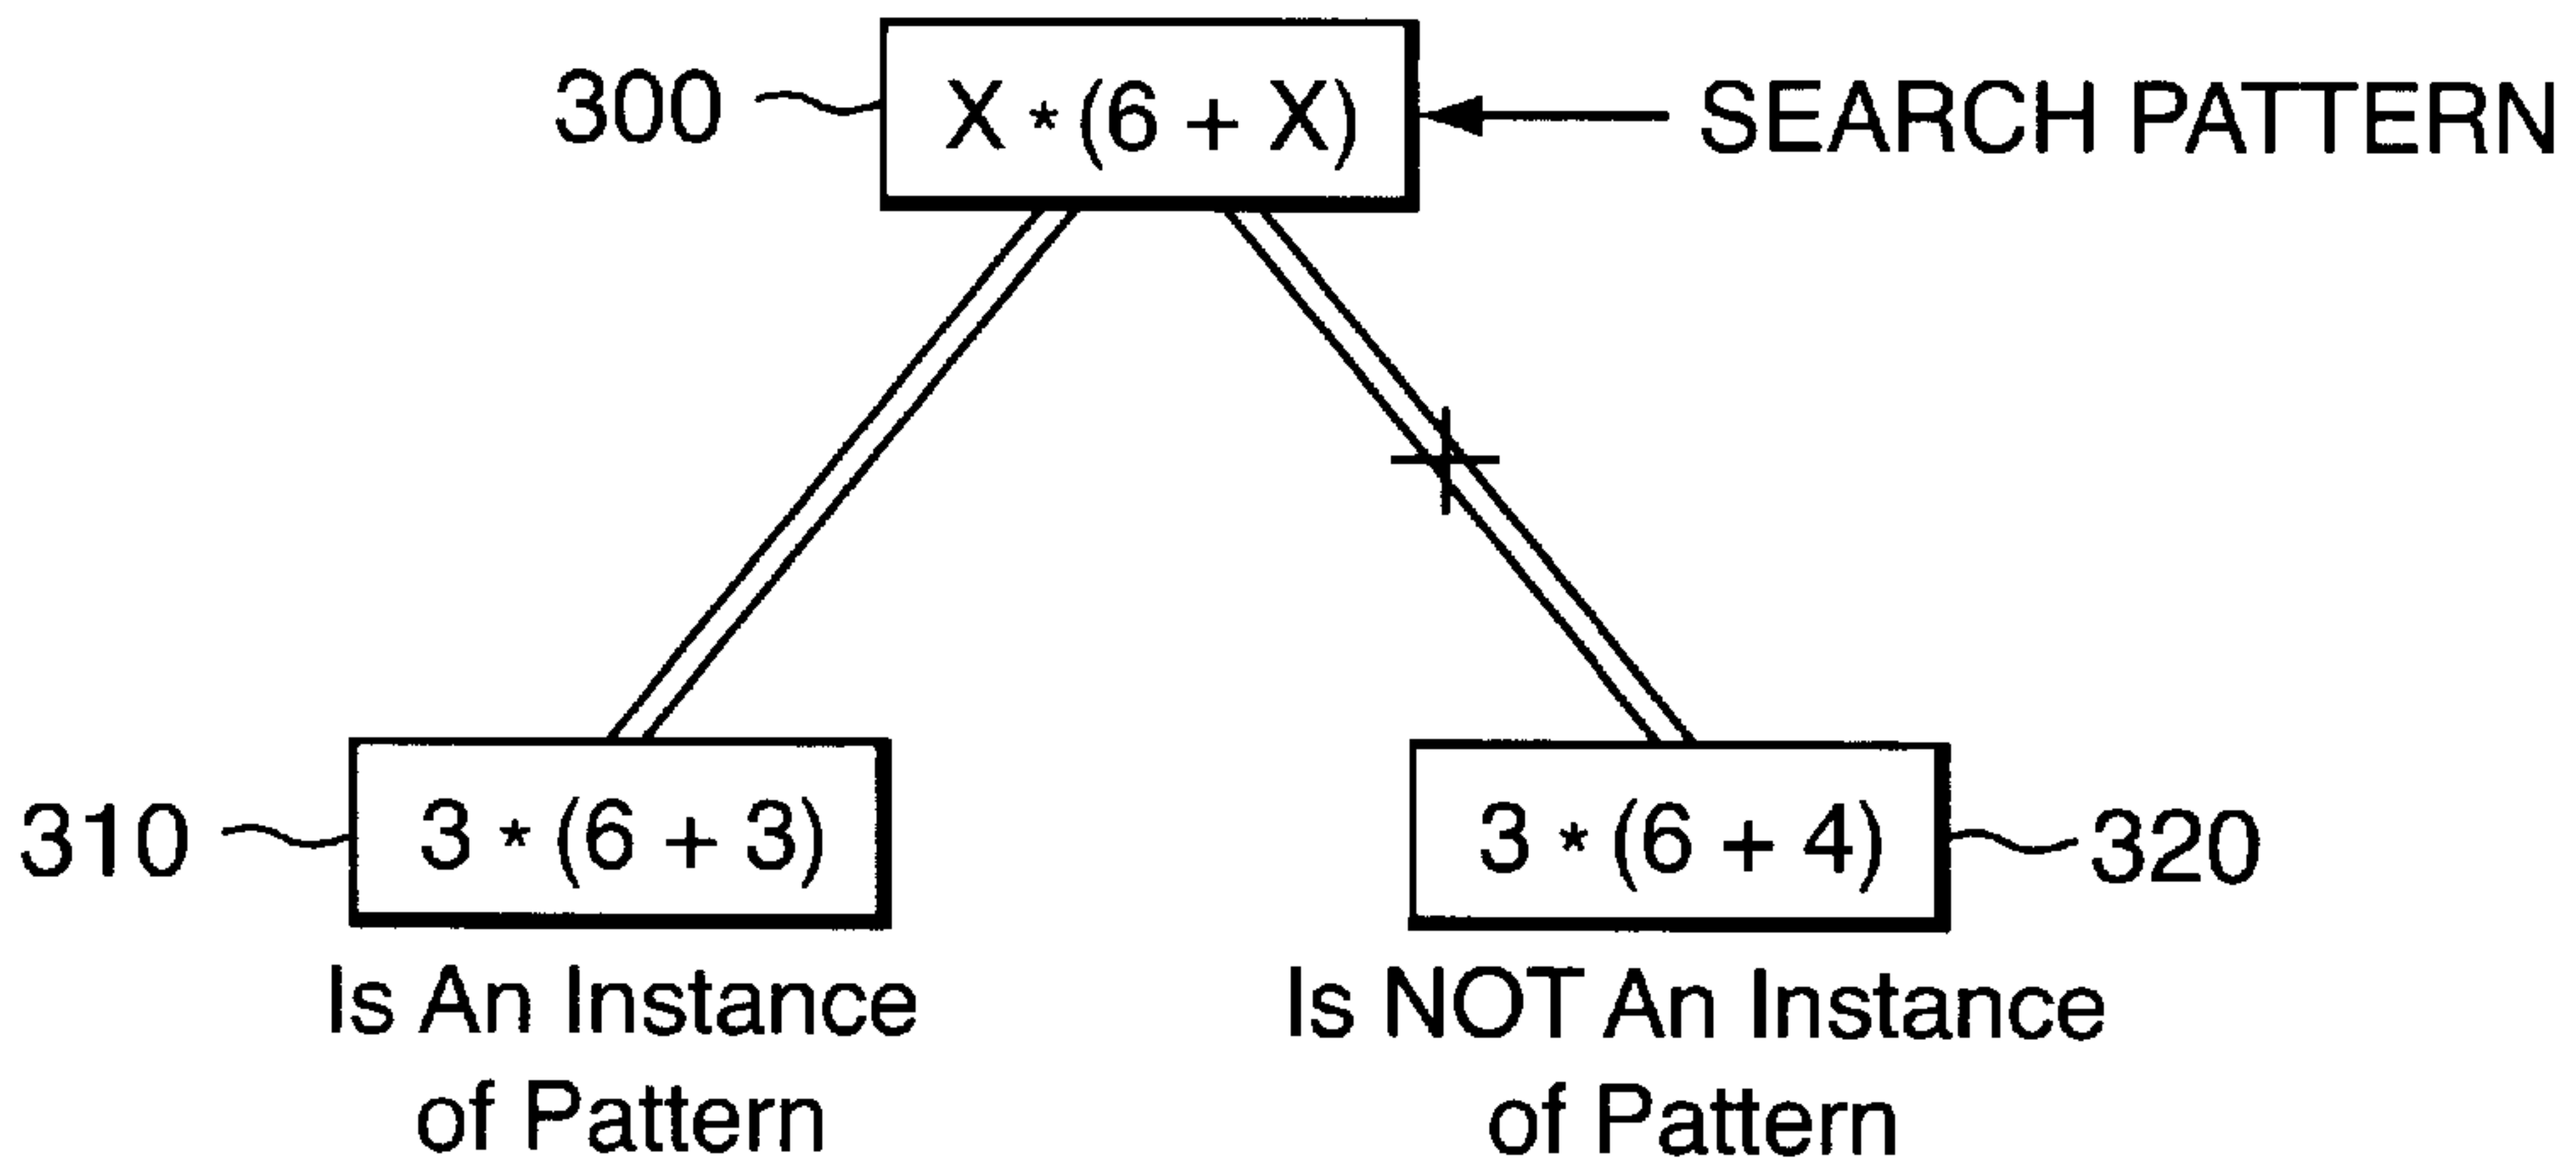 300 X * (6 + X) SEARCH PATTERN
310 3 * (6 + 3)
Is An Instance
of Pattern
3 * (6 + 4) 320
Is NOT An Instance
of Pattern